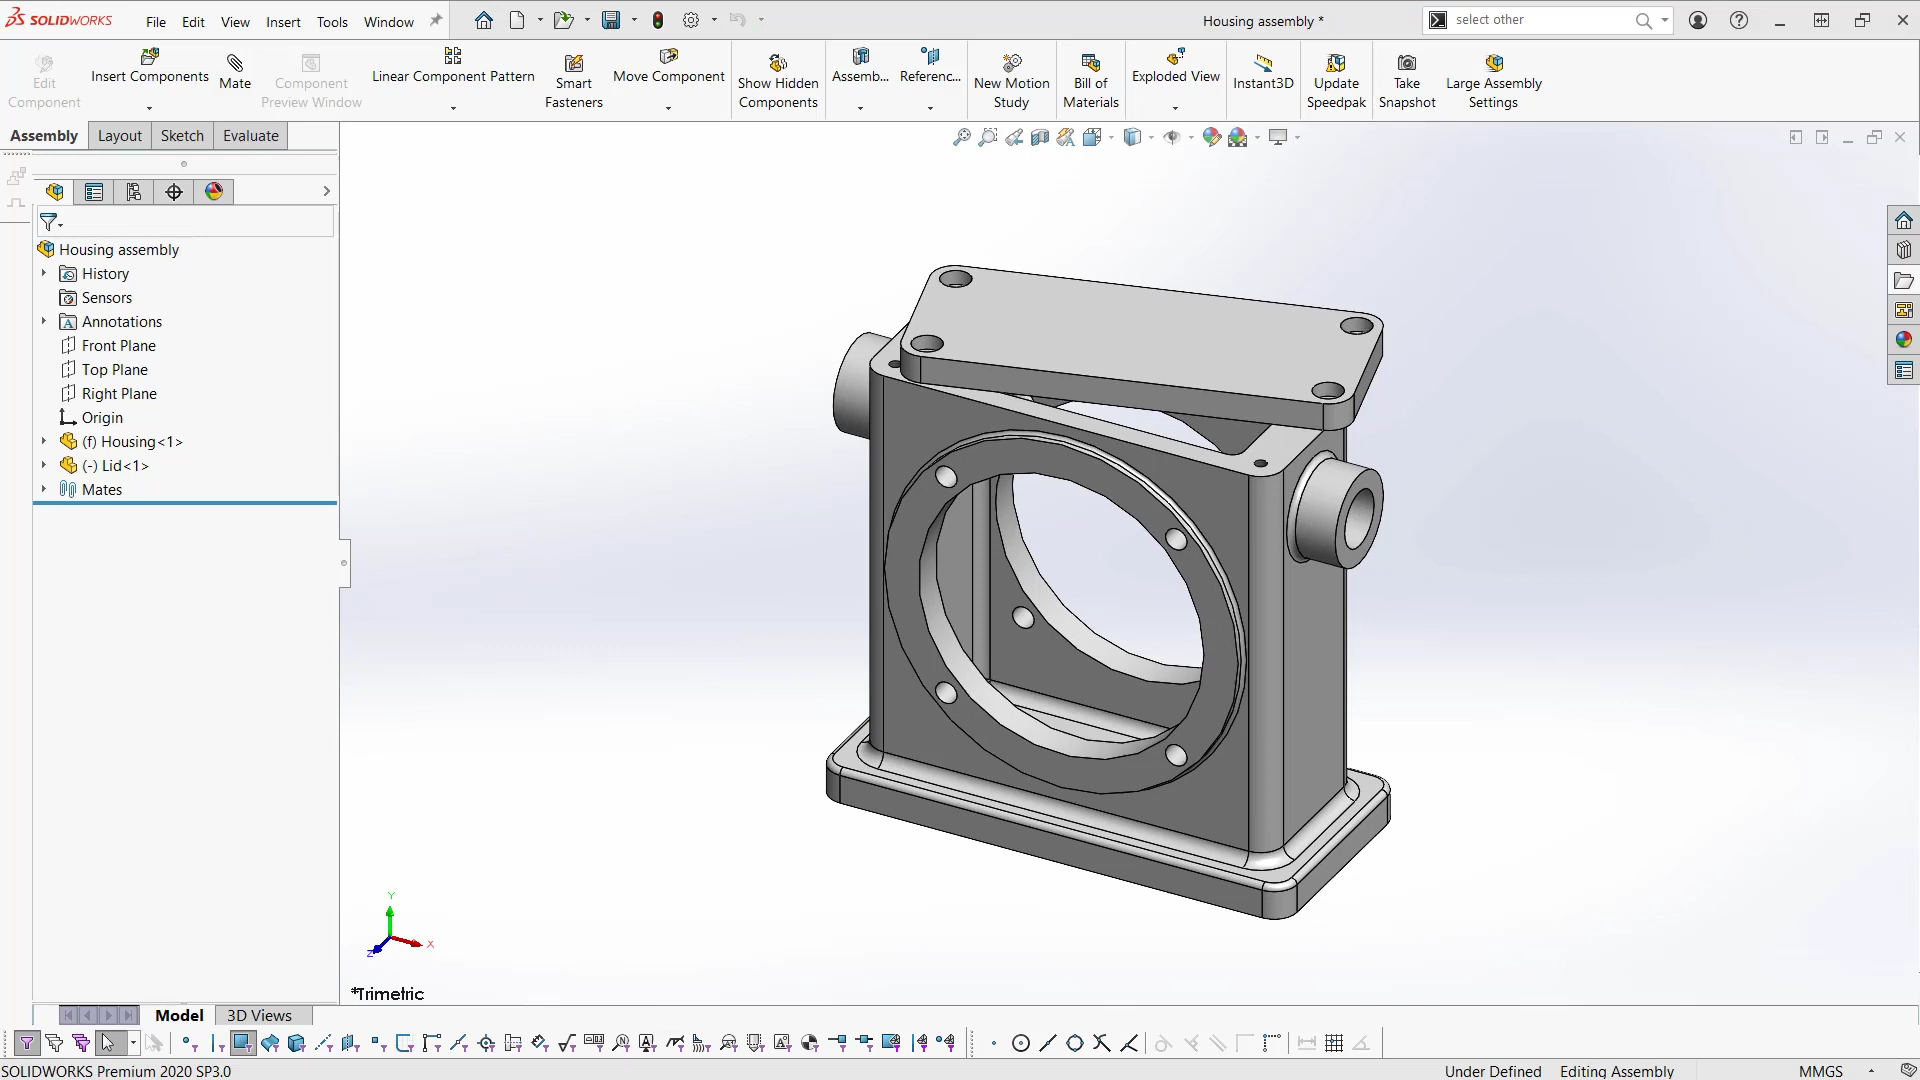 SOLIDWORKS File Edit View Insert Tools Window Housing assembly * select other
Edit Component
Insert Components
Mate
Component Preview Window
Linear Component Pattern
Smart Fasteners
Move Component
Show Hidden Components
Assemb...
Referenc...
New Motion Study
Bill of Materials
Exploded View
Instant3D
Update Speedpak
Take Snapshot
Large Assembly Settings
Assembly Layout Sketch Evaluate
Housing assembly
History
Sensors
Annotations
Front Plane
Top Plane
Right Plane
Origin
(f) Housing<1>
(-) Lid<1>
Mates
Y
X
Z
*Trimetric
Model 3D Views
SOLIDWORKS Premium 2020 SP3.0 Under Defined Editing Assembly MMGS